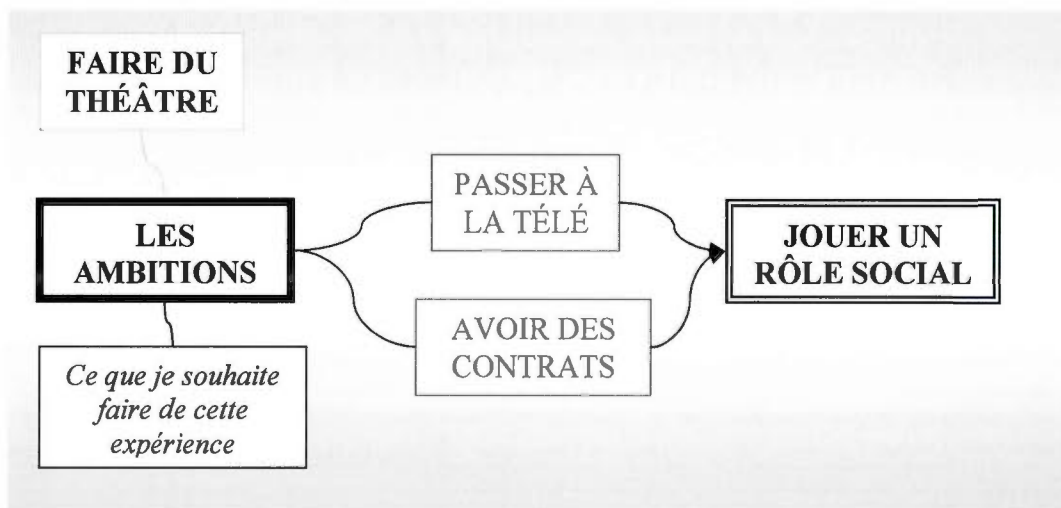 FAIRE DU
THÉÂTRE
LES
AMBITIONS
Ce que je souhaite
faire de cette
expérience
PASSER À
LA TÉLÉ
AVOIR DES
CONTRATS
JOUER UN
RÔLE SOCIAL